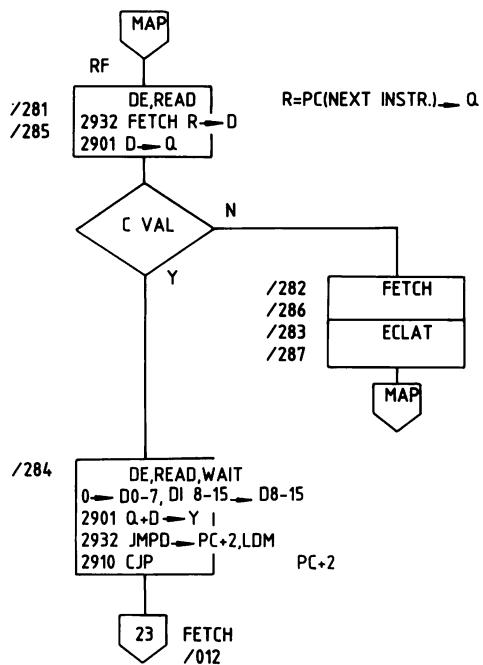 MAP
RF
/281
/285
DE,READ
2932 FETCH R→D
2901 D→Q
R=PC(NEXT INSTR.)→Q
C VAL
N
Y
/282
/286
FETCH
/283
/287
ECLAT
MAP
/284
DE,READ,WAIT
0→D0-7, DI 8-15→D8-15
2901 Q+D→Y
2932 JMPD→PC+2,LDM
2910 CJP
PC+2
23
FETCH
/012